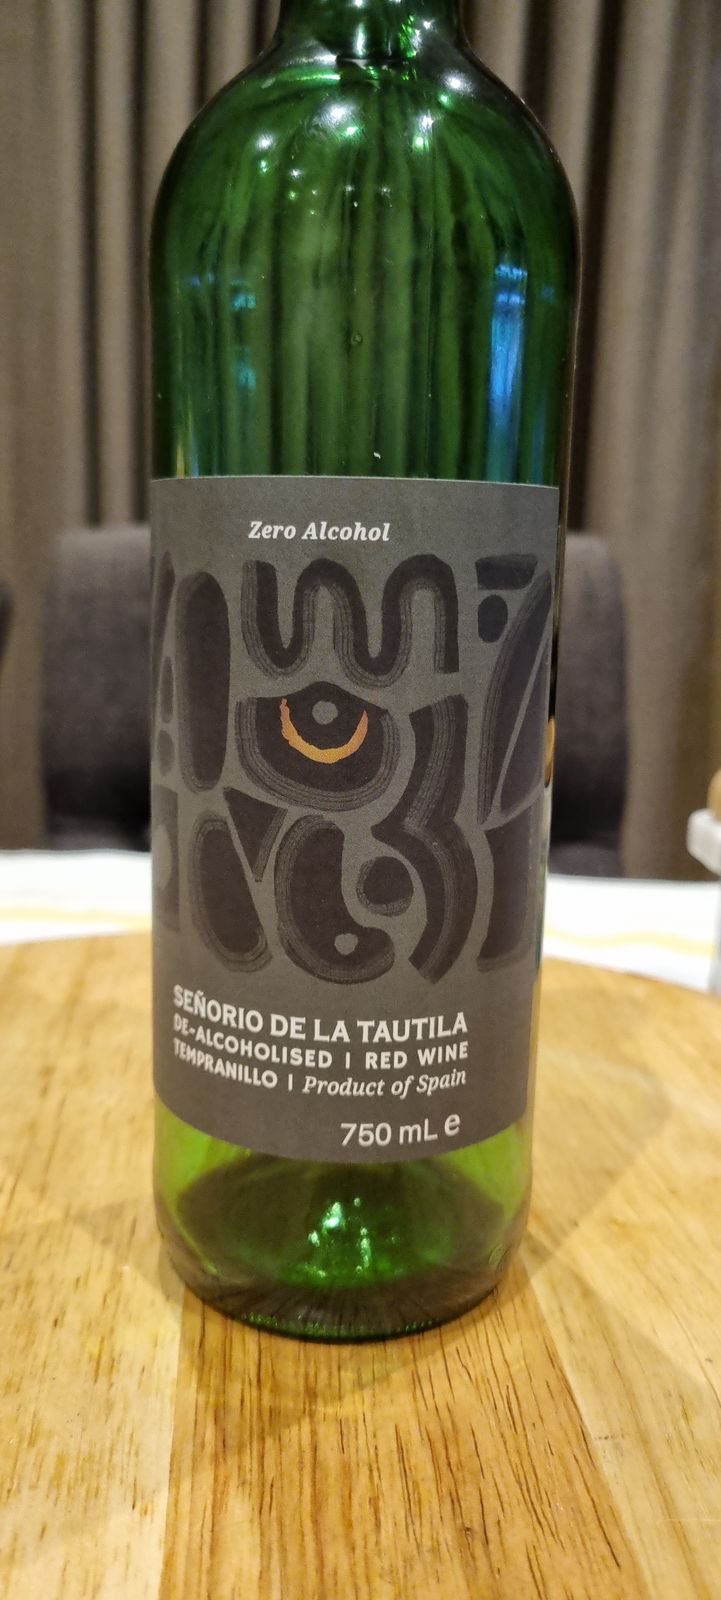 Zero Alcohol
SEÑORIO DE LA TAUTILA
DE-ALCOHOLISED | RED WINE
TEMPRANILLO | Product of Spain
750 mL e